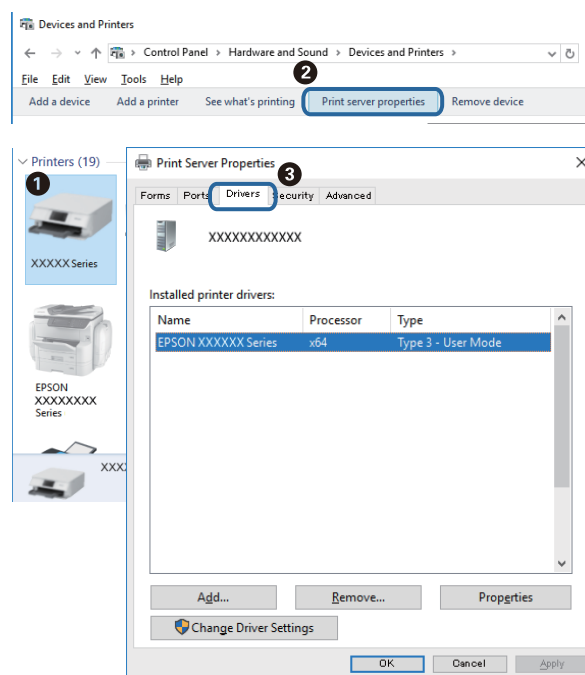 Devices and Printers
Control Panel > Hardware and Sound > Devices and Printers >
2
File Edit View Tools Help
Add a device Add a printer See what's printing Print server properties Remove device
Printers (19)
1
XXXXX Series
EPSON
XXXXXXXX
Series
XXX
Print Server Properties
3
Forms Ports Drivers Security Advanced
XXXXXXXXXXXX
Installed printer drivers:
Name Processor Type
EPSON XXXXXX Series x64 Type 3 - User Mode
Add... Remove... Properties
Change Driver Settings
OK Cancel Apply